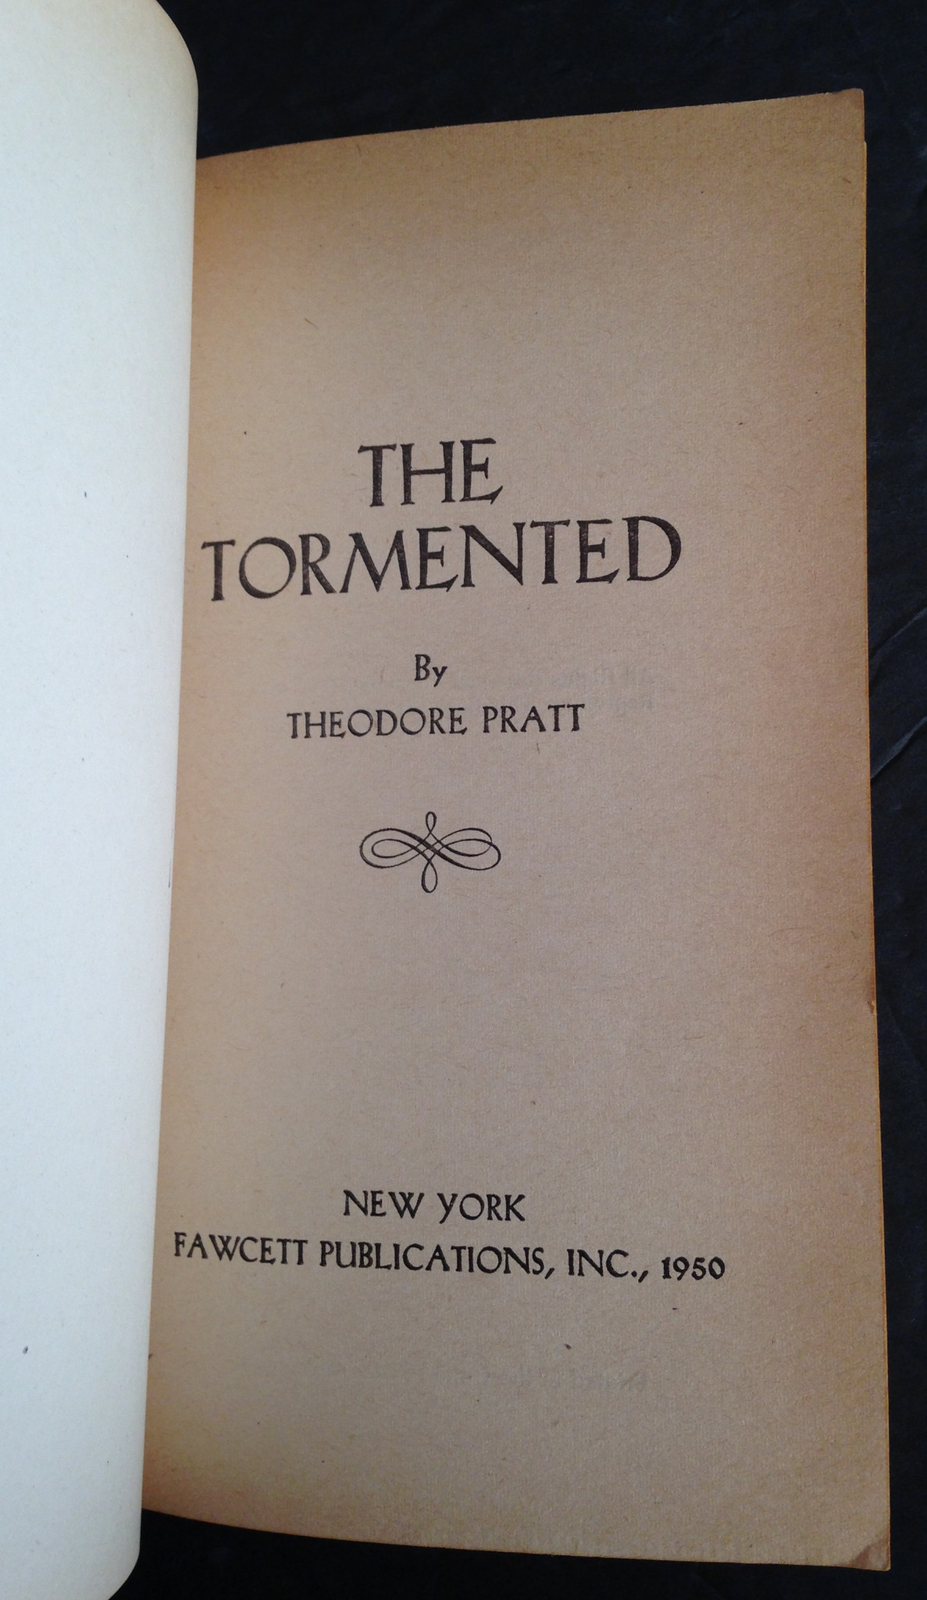 THE
TORMENTED
By
THEODORE PRATT
NEW YORK
FAWCETT PUBLICATIONS, INC., 1950